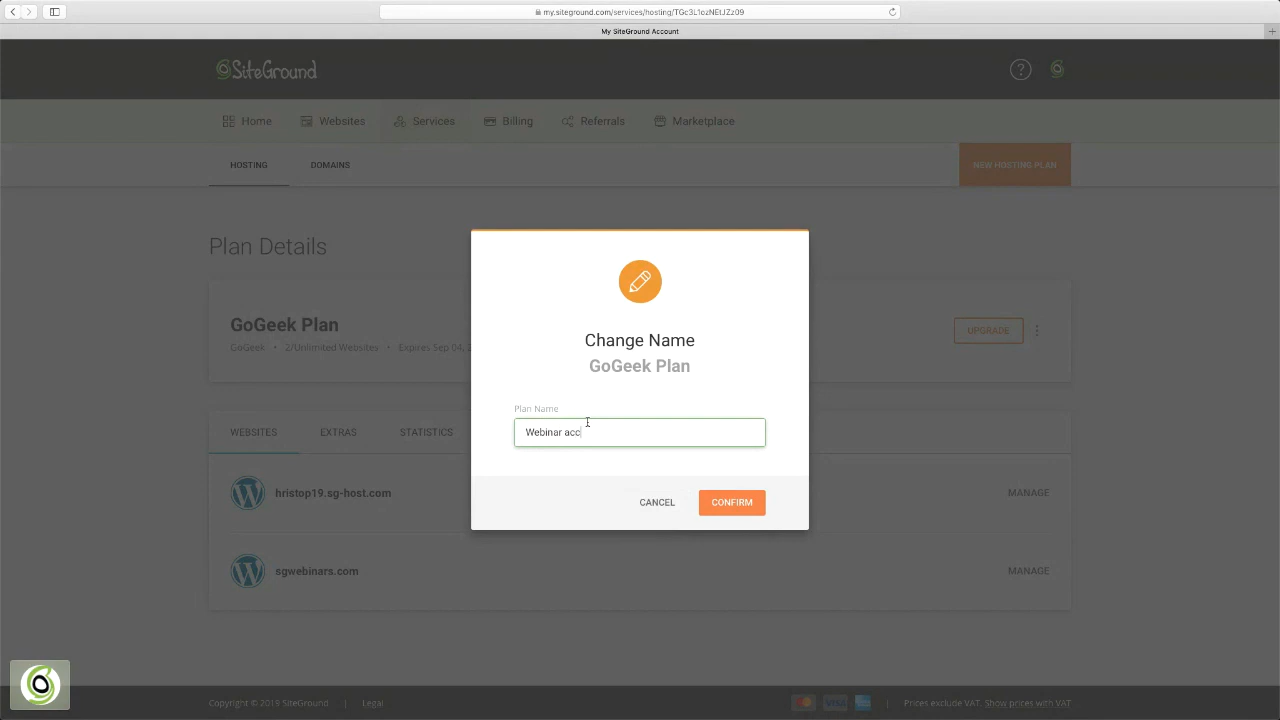 my.siteground.com/services/hosting/TGc3L1ozNEtJZz09
My SiteGround Account
SiteGround
?
Home
Websites
Services
Billing
Referrals
Marketplace
HOSTING
DOMAINS
NEW HOSTING PLAN
Plan Details
GoGeek Plan
GoGeek • 2/Unlimited Websites • Expires Sep 04,
UPGRADE
Change Name
GoGeek Plan
Plan Name
Webinar acc
CANCEL
CONFIRM
WEBSITES
EXTRAS
STATISTICS
hristop19.sg-host.com
MANAGE
sgwebinars.com
MANAGE
Copyright © 2019 SiteGround | Legal
VISA
| Prices exclude VAT. Show prices with VAT